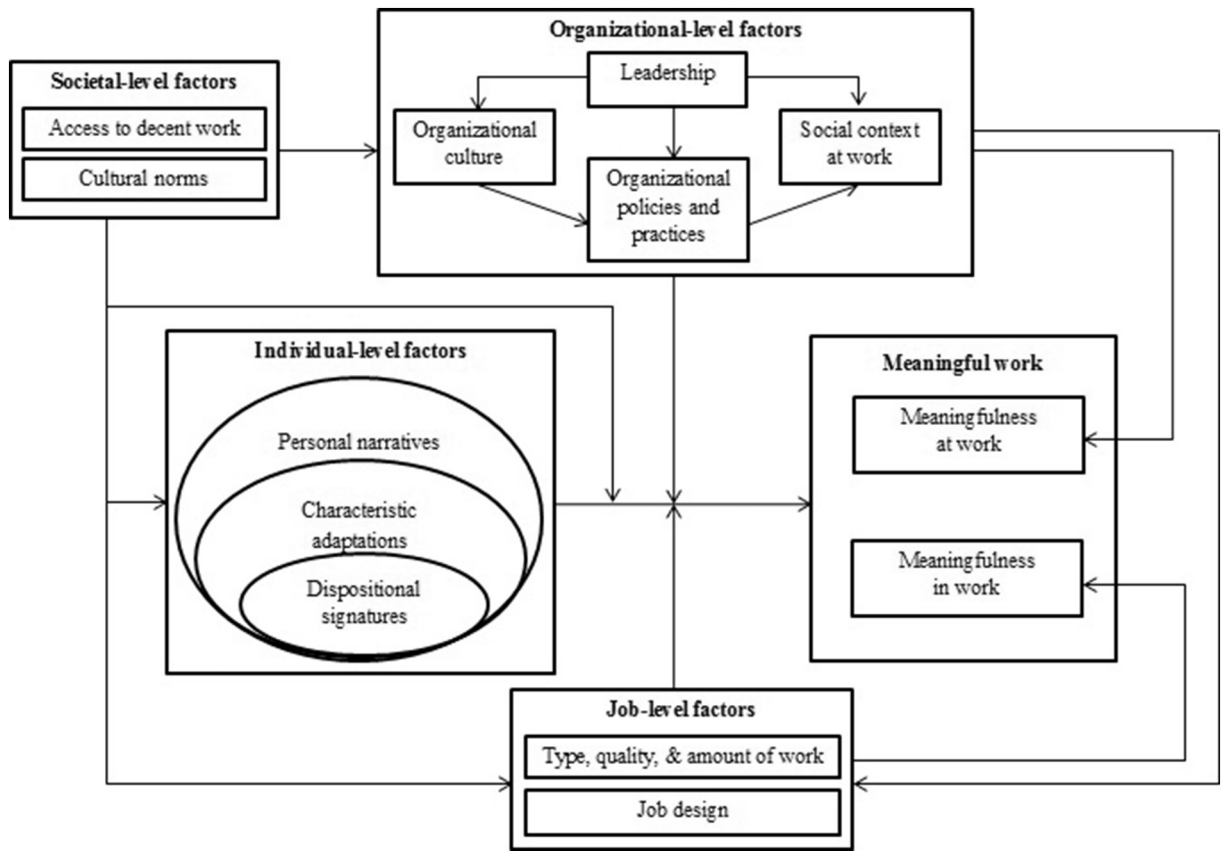 Organizational-level factors
Leadership
Societal-level factors
Access to decent work
Cultural norms
Organizational
culture
Social context
at work
Organizational
policies and
practices
Individual-level factors
Personal narratives
Characteristic
adaptations
Dispositional
signatures
Meaningful work
Meaningfulness
at work
Meaningfulness
in work
Job-level factors
Type, quality, & amount of work
Job design